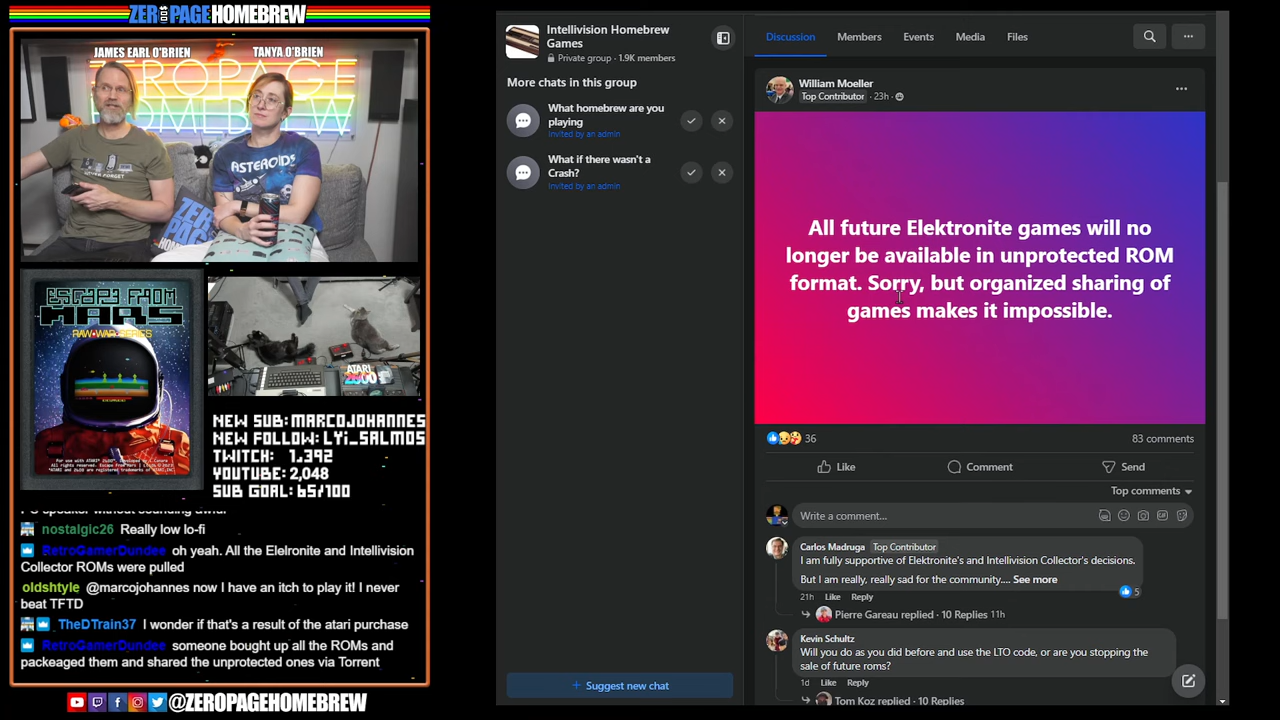 ZEROPAGEHOMEBREW
JAMES EARL O'BRIEN
TANYA O'BRIEN
ZEROPAGE
HOMEBREW
NEVER FORGET
ASTEROIDS
ZERO
PAGE
HOMEBREW
ESCAPE FROM
MARS
RAW WAR SERIES
ATARI
2600
NEW SUB: MARCOJOHANNES
NEW FOLLOW: LYi_SALMOS
TWITCH: 1,392
YOUTUBE: 2,048
SUB GOAL: 65/100
nostalgic26 Really low lo-fi
RetroGamerDundee oh yeah. All the Elelronite and Intellivision
Collector ROMs were pulled
oldshtyle @marcojohannes now I have an itch to play it! I never
beat TFTD
TheDTrain37 I wonder if that's a result of the atari purchase
RetroGamerDundee someone bought up all the ROMs and
packeaged them and shared the unprotected ones via Torrent
@ZEROPAGEHOMEBREW
Intellivision Homebrew
Games
Private group · 1.9K members
More chats in this group
What homebrew are you
playing
Invited by an admin
What if there wasn't a
Crash?
Invited by an admin
+ Suggest new chat
Discussion Members Events Media Files
William Moeller
Top Contributor · 23h ·
All future Elektronite games will no
longer be available in unprotected ROM
format. Sorry, but organized sharing of
games makes it impossible.
36
83 comments
Like Comment Send
Top comments
Write a comment...
Carlos Madruga Top Contributor
I am fully supportive of Elektronite's and Intellivision Collector's decisions.
But I am really, really sad for the community.... See more
5
21h Like Reply
Pierre Gareau replied · 10 Replies 11h
Kevin Schultz
Will you do as you did before and use the LTO code, or are you stopping the
sale of future roms?
1d Like Reply
Tom Koz replied · 10 Replies